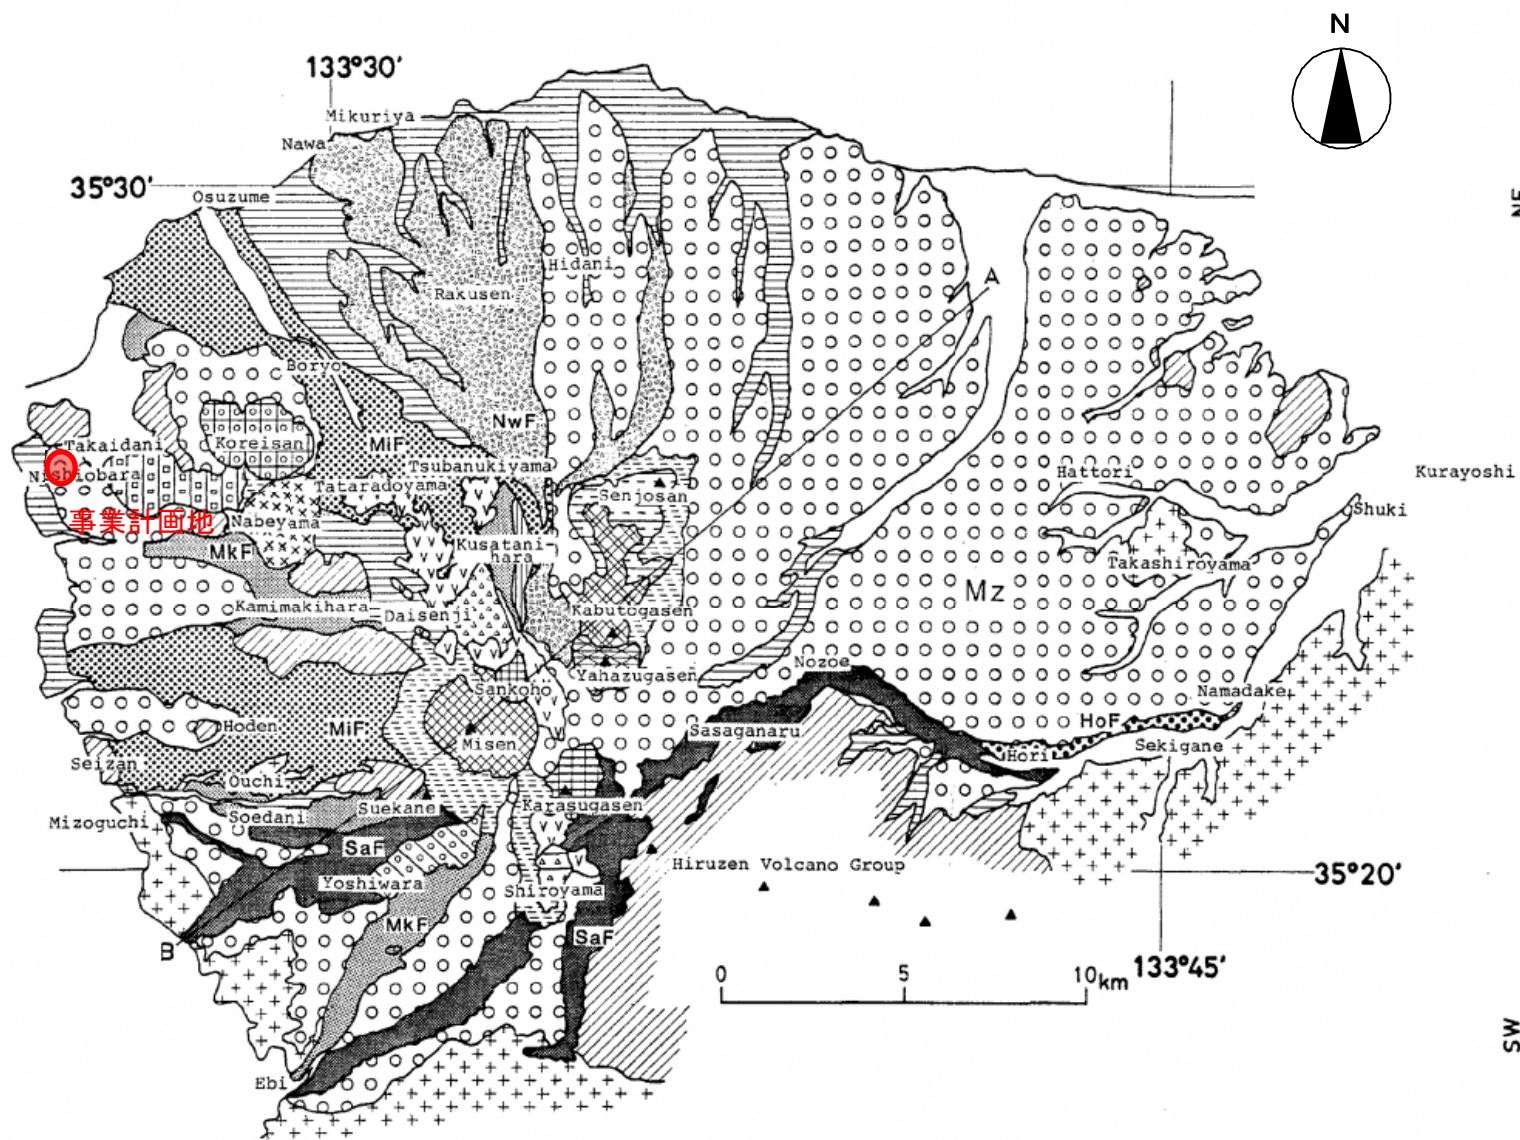 N
133°30'
Mikuriya
Nawa
35°30'
Osuzume
NE
Hidani
A
Rakusen
Boryo
NwF
Koreisan
MiF
Takaidani
Tsubanukiyama
Hattori
Kurayoshi
Nishiobara
Tataradoyama
Senjosan
Shuki
事業計画地
Nabeyama
MkF
Kusatani-
hara
Takashiroyama
Mz
Kamimakihara
Daisenji
Kabutogasen
Nozoe
Yahazugasen
Sankoho
Namadake
Hoden
MiF
HoF
Misen
Sasaganaru
Sekigane
Hori
Seizan
Ouchi
Suekane
Karasugasen
Mizoguchi
Soedani
SaF
Hiruzen Volcano Group
35°20'
Yoshiwara
Shiroyama
MkF
SaF
B
0 5 10km
133°45'
SW
Ebi